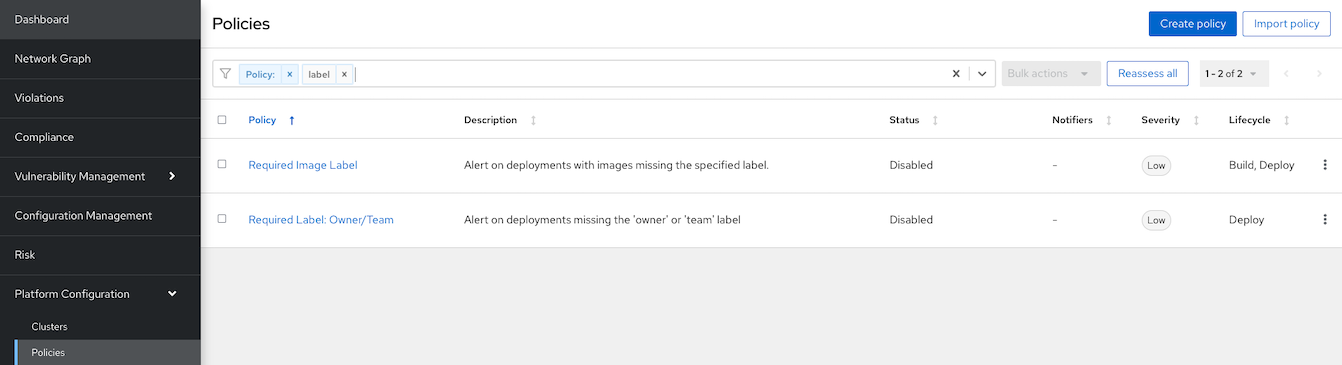 Dashboard
Network Graph
Violations
Compliance
Vulnerability Management
Configuration Management
Risk
Platform Configuration
Clusters
Policies
Policies
Create policy
Import policy
Policy:
label
Bulk actions
Reassess all
1 - 2 of 2
Policy Description Status Notifiers Severity Lifecycle
Required Image Label Alert on deployments with images missing the specified label. Disabled - Low Build, Deploy
Required Label: Owner/Team Alert on deployments missing the 'owner' or 'team' label Disabled - Low Deploy